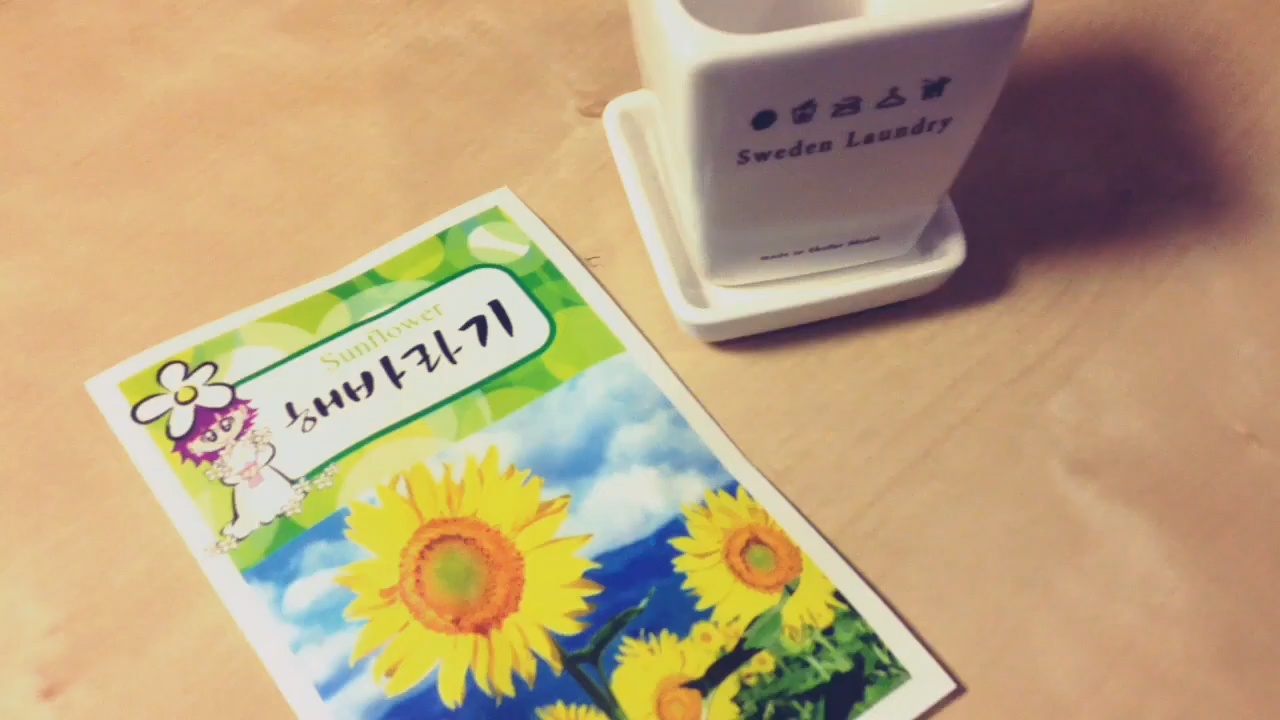 Sweden Laundry
Sunflower
해바라기